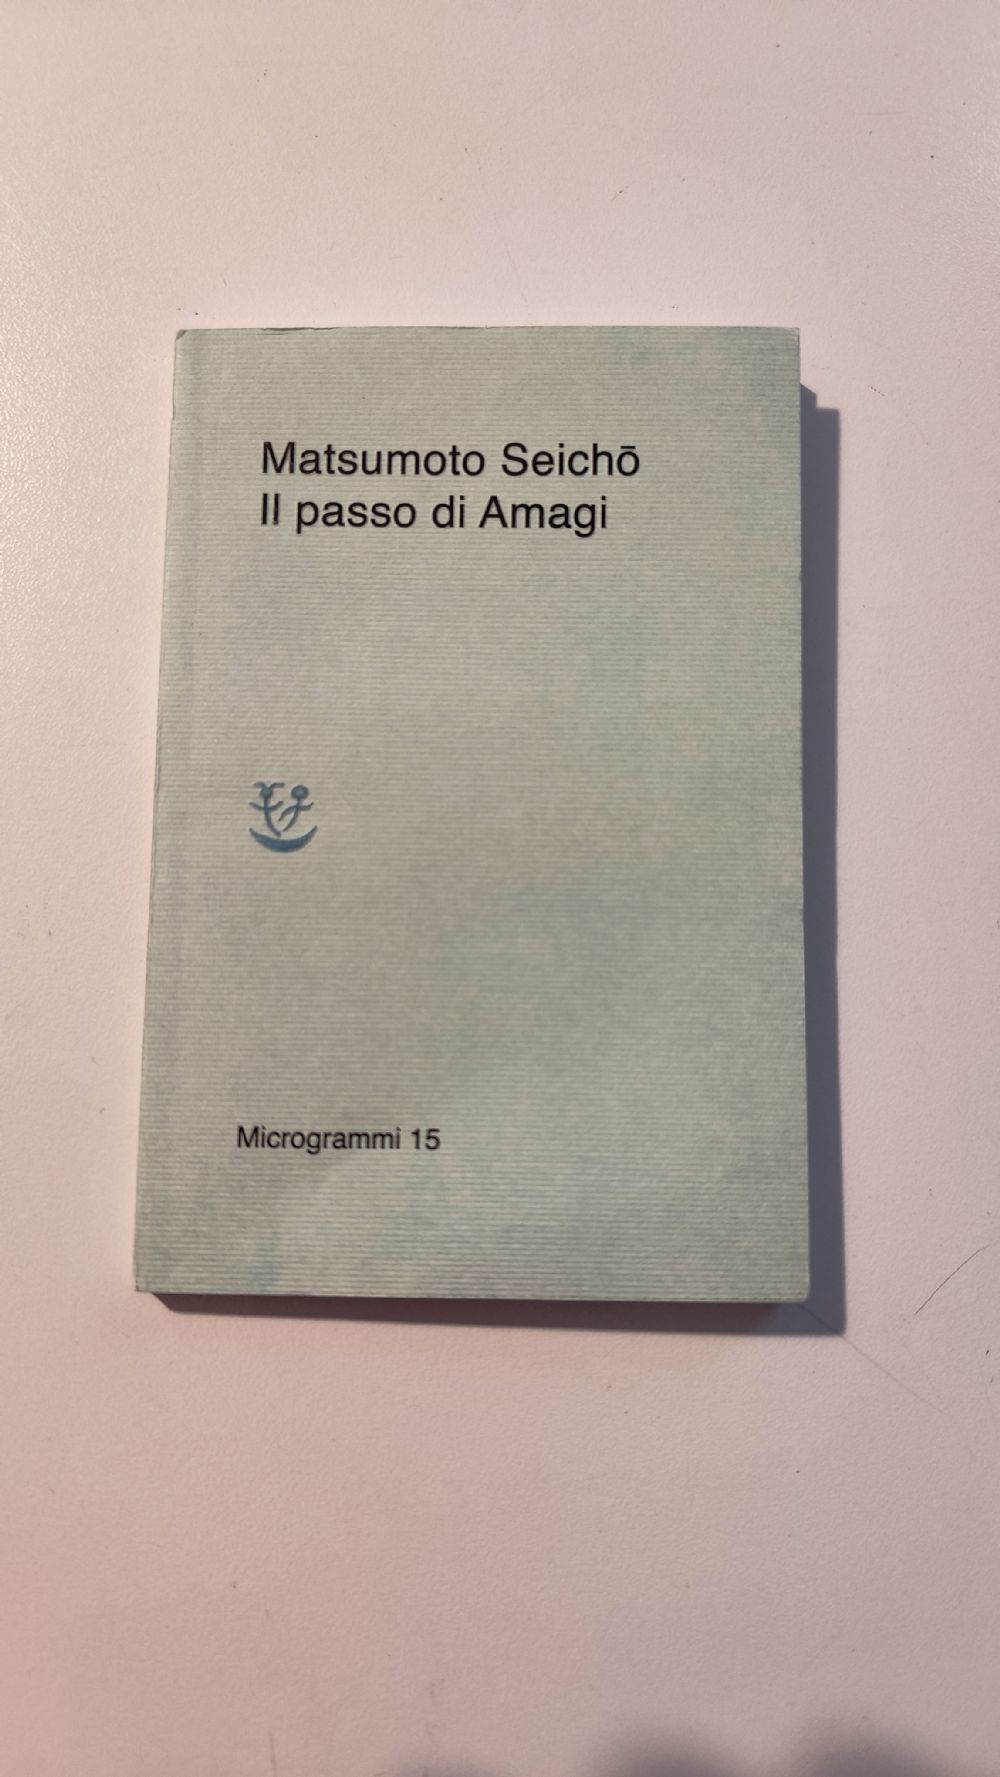 Matsumoto Seichō
Il passo di Amagi
Microgrammi 15